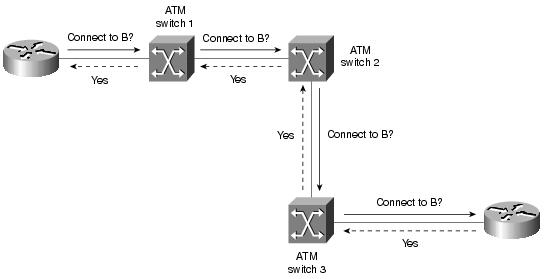 ATM
switch 1
Connect to B?
Connect to B?
Yes
Yes
ATM
switch 2
Yes
Connect to B?
Connect to B?
Yes
ATM
switch 3